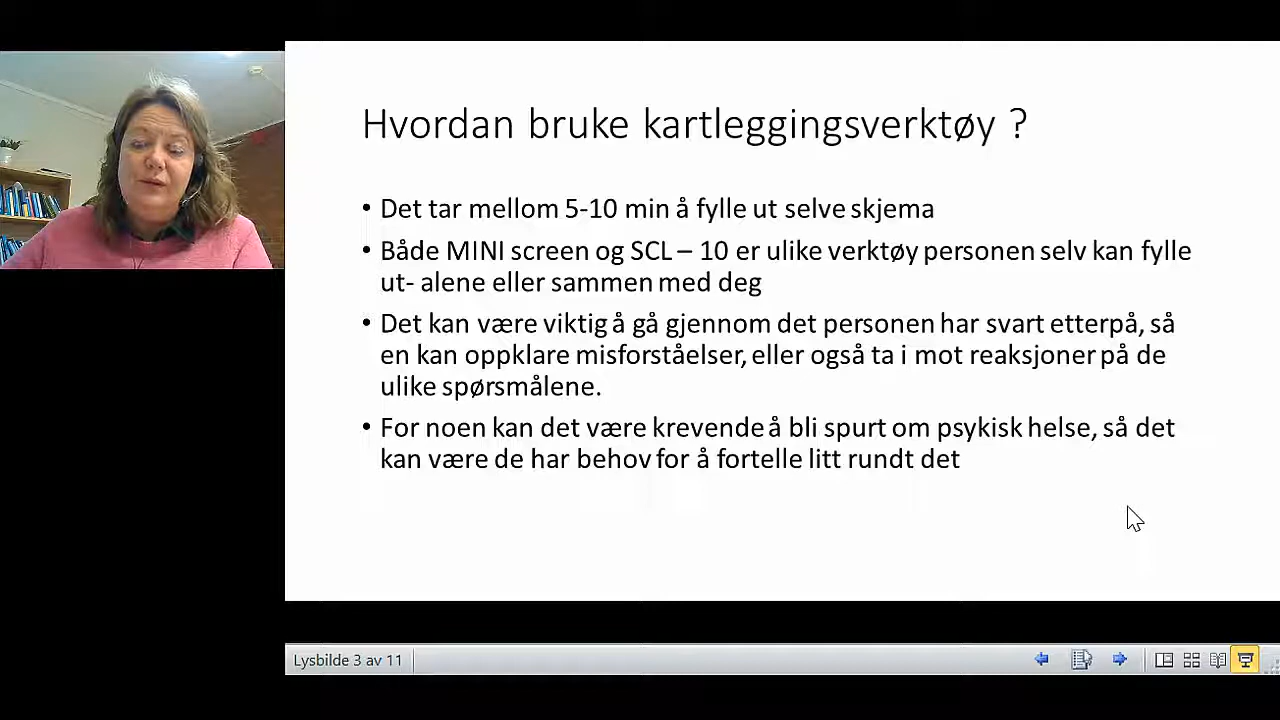 Hvordan bruke kartleggingsverktøy ?
• Det tar mellom 5-10 min å fylle ut selve skjema
• Både MINI screen og SCL – 10 er ulike verktøy personen selv kan fylle
ut- alene eller sammen med deg
• Det kan være viktig å gå gjennom det personen har svart etterpå, så
en kan oppklare misforståelser, eller også ta i mot reaksjoner på de
ulike spørsmålene.
• For noen kan det være krevende å bli spurt om psykisk helse, så det
kan være de har behov for å fortelle litt rundt det
Lysbilde 3 av 11